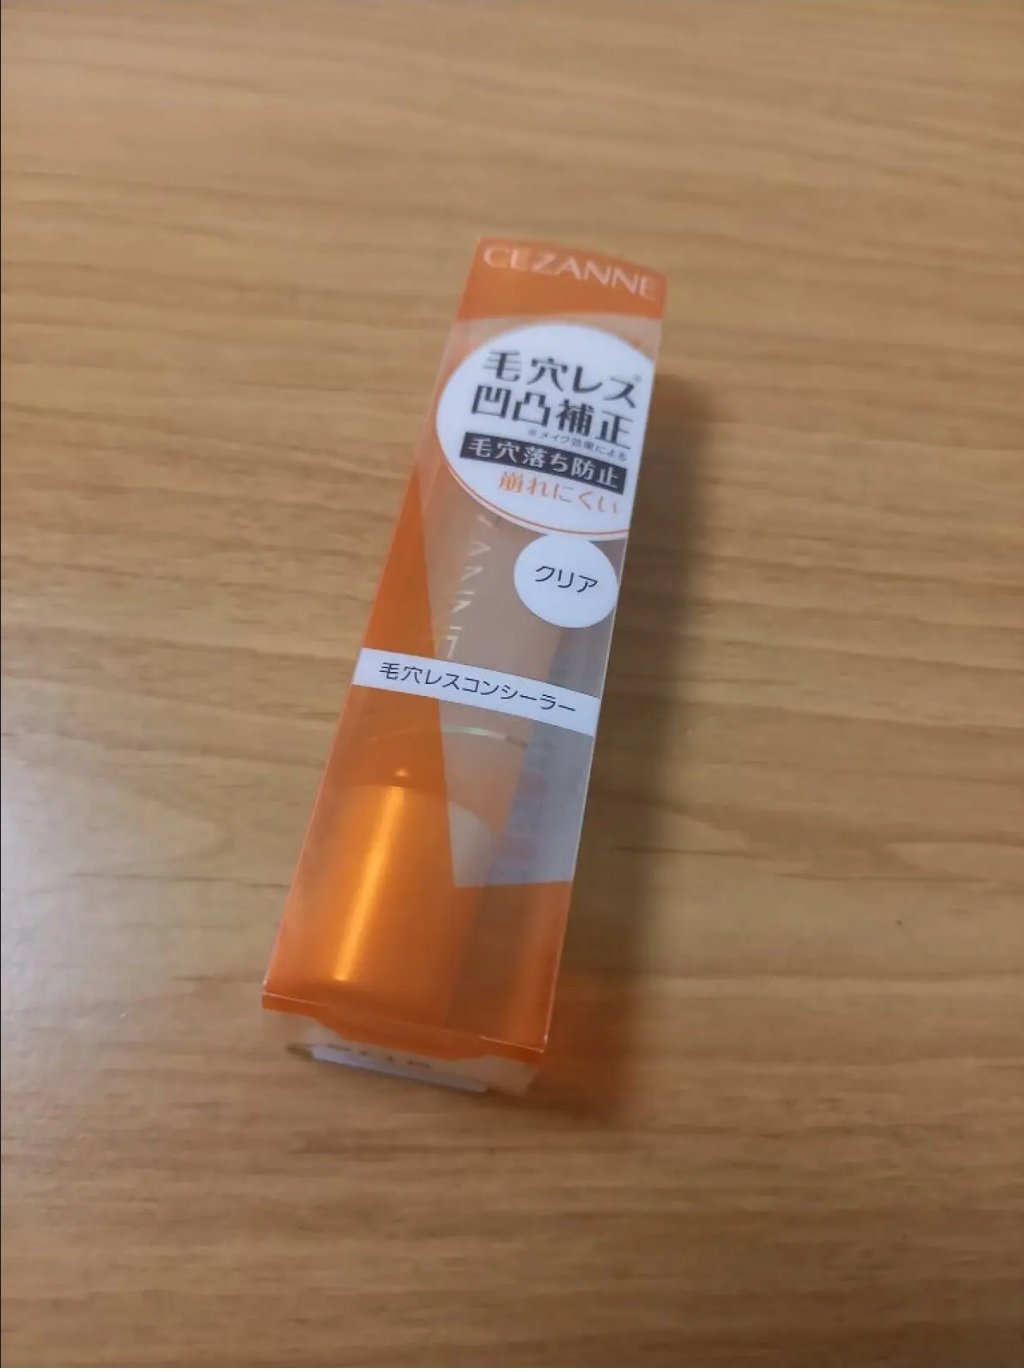 CEZANNE
毛穴レス※
凹凸補正
※メイク効果による
毛穴落ち防止
崩れにくい
クリア
毛穴レスコンシーラー